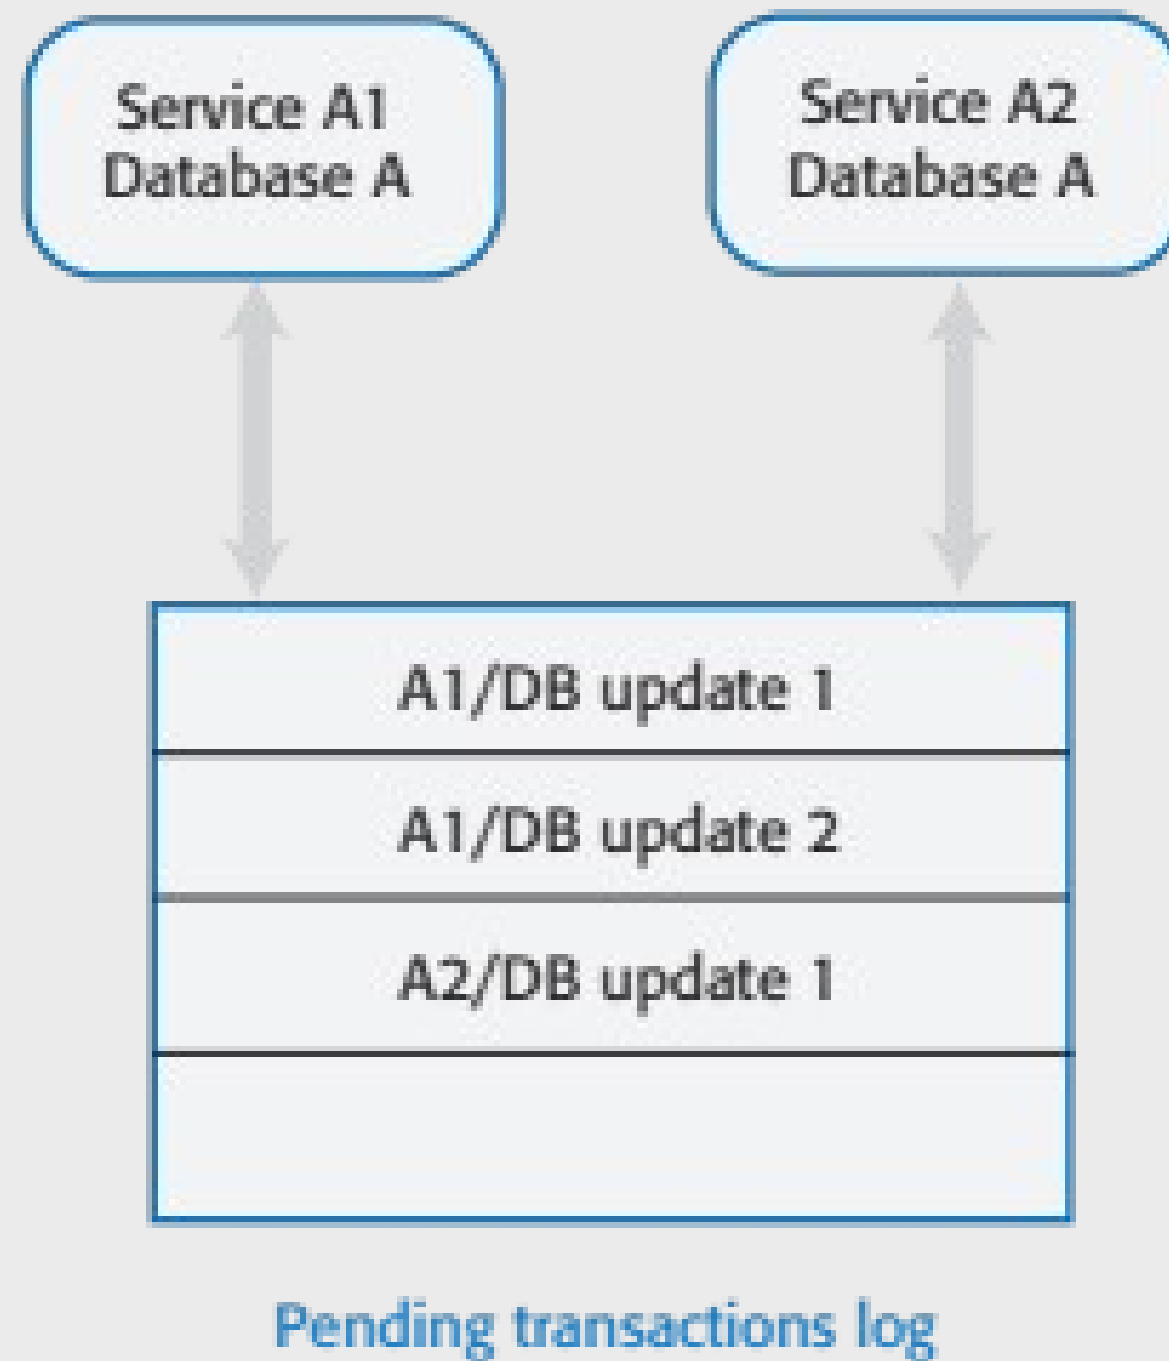 Service A1
Database A
Service A2
Database A
A1/DB update 1
A1/DB update 2
A2/DB update 1
Pending transactions log